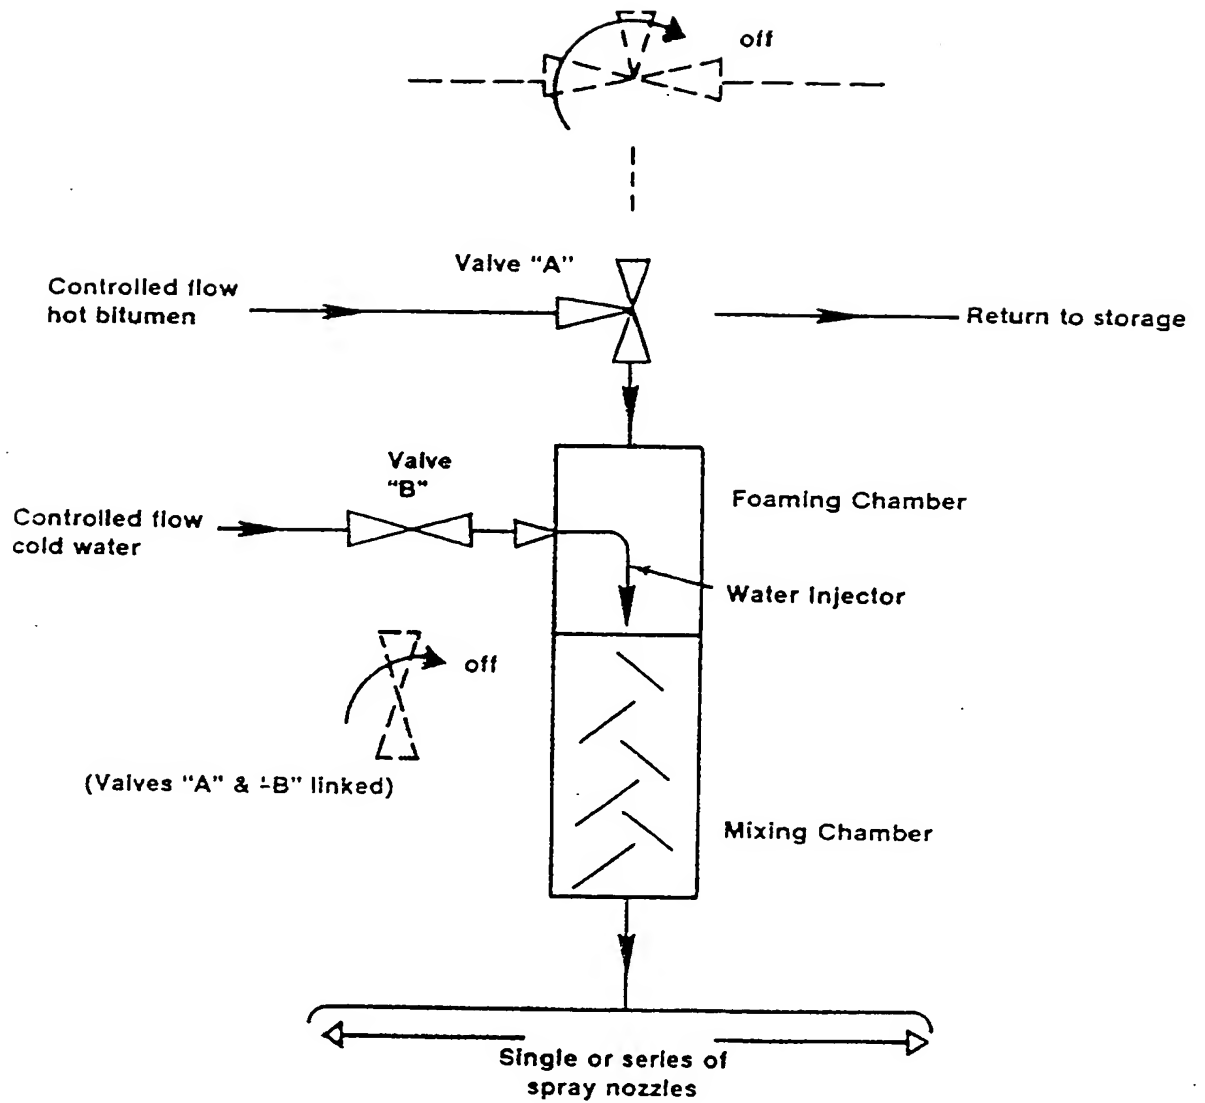 off
Valve "A"
Controlled flow
hot bitumen
Return to storage
Valve
"B"
Foaming Chamber
Controlled flow
cold water
Water Injector
off
(Valves "A" & "B" linked)
Mixing Chamber
Single or series of
spray nozzles